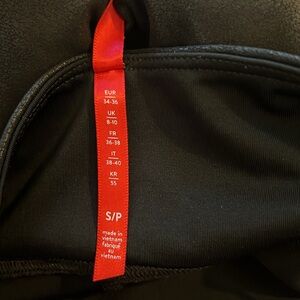 EUR
34-36
UK
8-10
FR
36-38
IT
38-40
KR
55
S/P
made in
vietnam
fabriqué
au
vietnam